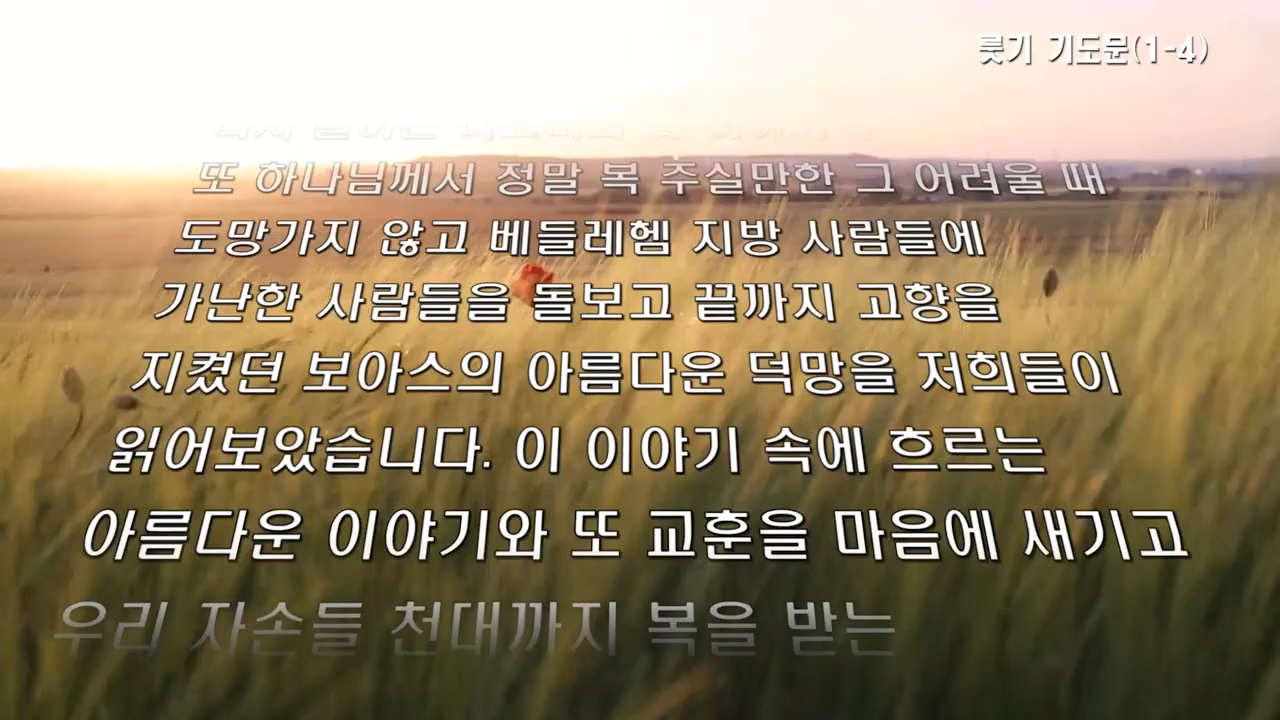 룻기 기도문(1-4)
또 하나님께서 정말 복 주실만한 그 어려울 때
도망가지 않고 베들레헴 지방 사람들에
가난한 사람들을 돌보고 끝까지 고향을
지켰던 보아스의 아름다운 덕망을 저희들이
읽어보았습니다. 이 이야기 속에 흐르는
아름다운 이야기와 또 교훈을 마음에 새기고
우리 자손들 천대까지 복을 받는